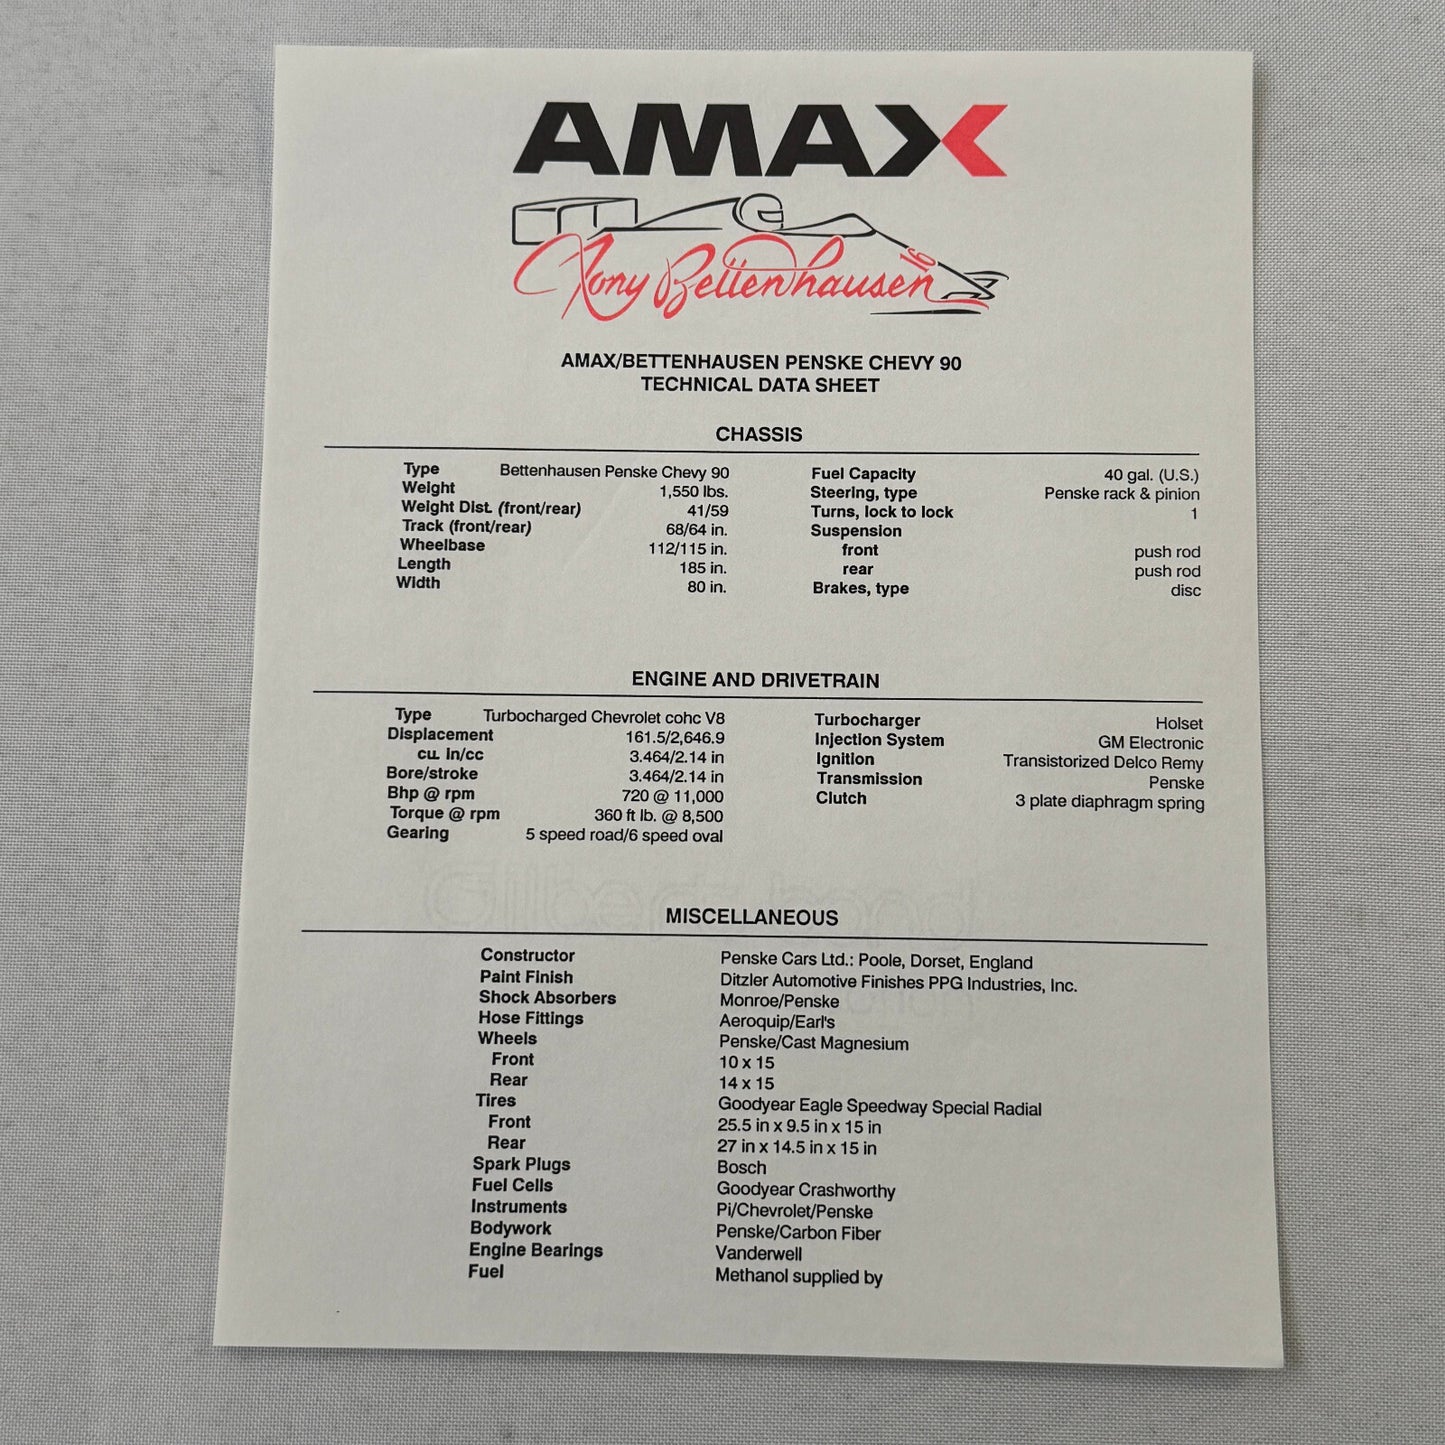 AMAX
Tony Bettenhausen 16
AMAX/BETTENHAUSEN PENSKE CHEVY 90
TECHNICAL DATA SHEET
CHASSIS
Type Bettenhausen Penske Chevy 90
Weight 1,550 lbs.
Weight Dist. (front/rear) 41/59
Track (front/rear) 68/64 in.
Wheelbase 112/115 in.
Length 185 in.
Width 80 in.
Fuel Capacity 40 gal. (U.S.)
Steering, type Penske rack & pinion
Turns, lock to lock 1
Suspension
front push rod
rear push rod
Brakes, type disc
ENGINE AND DRIVETRAIN
Type Turbocharged Chevrolet cohc V8
Displacement 161.5/2,646.9
cu. in/cc 3.464/2.14 in
Bore/stroke 3.464/2.14 in
Bhp @ rpm 720 @ 11,000
Torque @ rpm 360 ft lb. @ 8,500
Gearing 5 speed road/6 speed oval
Turbocharger Holset
Injection System GM Electronic
Ignition Transistorized Delco Remy
Transmission Penske
Clutch 3 plate diaphragm spring
MISCELLANEOUS
Constructor Penske Cars Ltd.: Poole, Dorset, England
Paint Finish Ditzler Automotive Finishes PPG Industries, Inc.
Shock Absorbers Monroe/Penske
Hose Fittings Aeroquip/Earl's
Wheels Penske/Cast Magnesium
Front 10 x 15
Rear 14 x 15
Tires Goodyear Eagle Speedway Special Radial
Front 25.5 in x 9.5 in x 15 in
Rear 27 in x 14.5 in x 15 in
Spark Plugs Bosch
Fuel Cells Goodyear Crashworthy
Instruments Pi/Chevrolet/Penske
Bodywork Penske/Carbon Fiber
Engine Bearings Vanderwell
Fuel Methanol supplied by